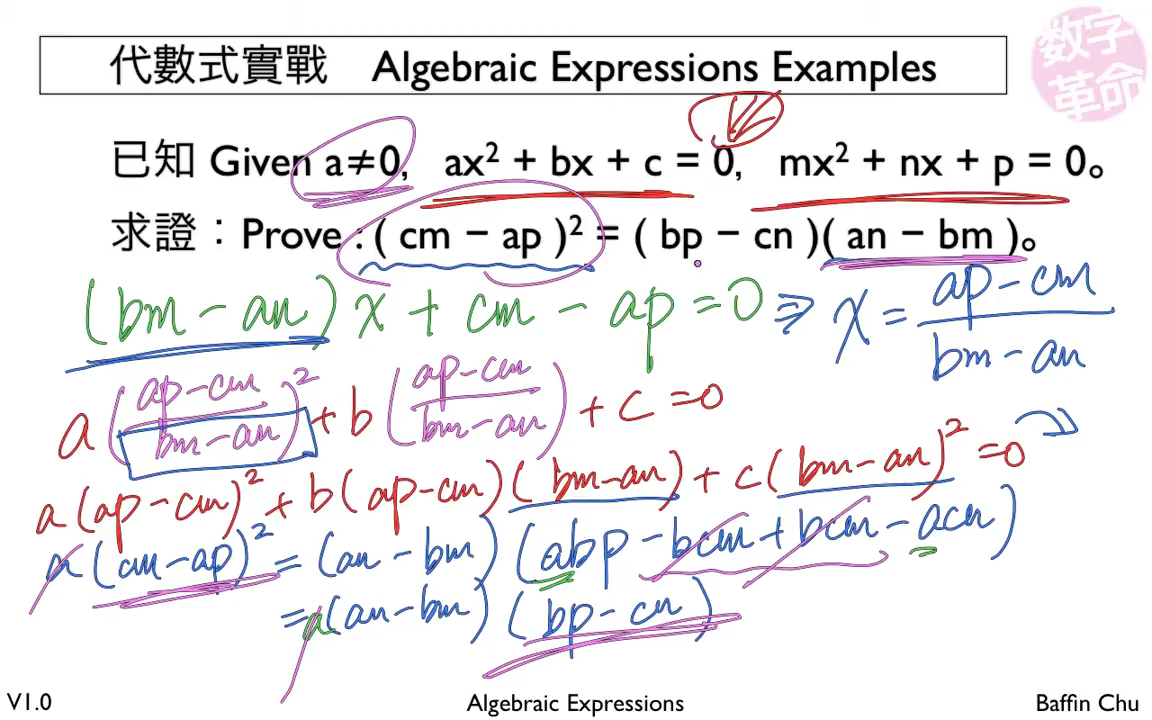 代數式實戰 Algebraic Expressions Examples
数字
革命
已知 Given a≠0, ax² + bx + c = 0, mx² + nx + p = 0。
求證：Prove : ( cm − ap )² = ( bp − cn )( an − bm )。
(bm − an) x + cm − ap = 0 ⇒ x = (ap − cm)/(bm − an)
a((ap − cm)/(bm − an))² + b((ap − cm)/(bm − an)) + c = 0
a(ap − cm)² + b(ap − cm)(bm − an) + c(bm − an)² = 0
a(cm − ap)² = (an − bm)(abp − bcm + bcm − acn)
= a(an − bm)(bp − cn)
V1.0 Algebraic Expressions Baffin Chu